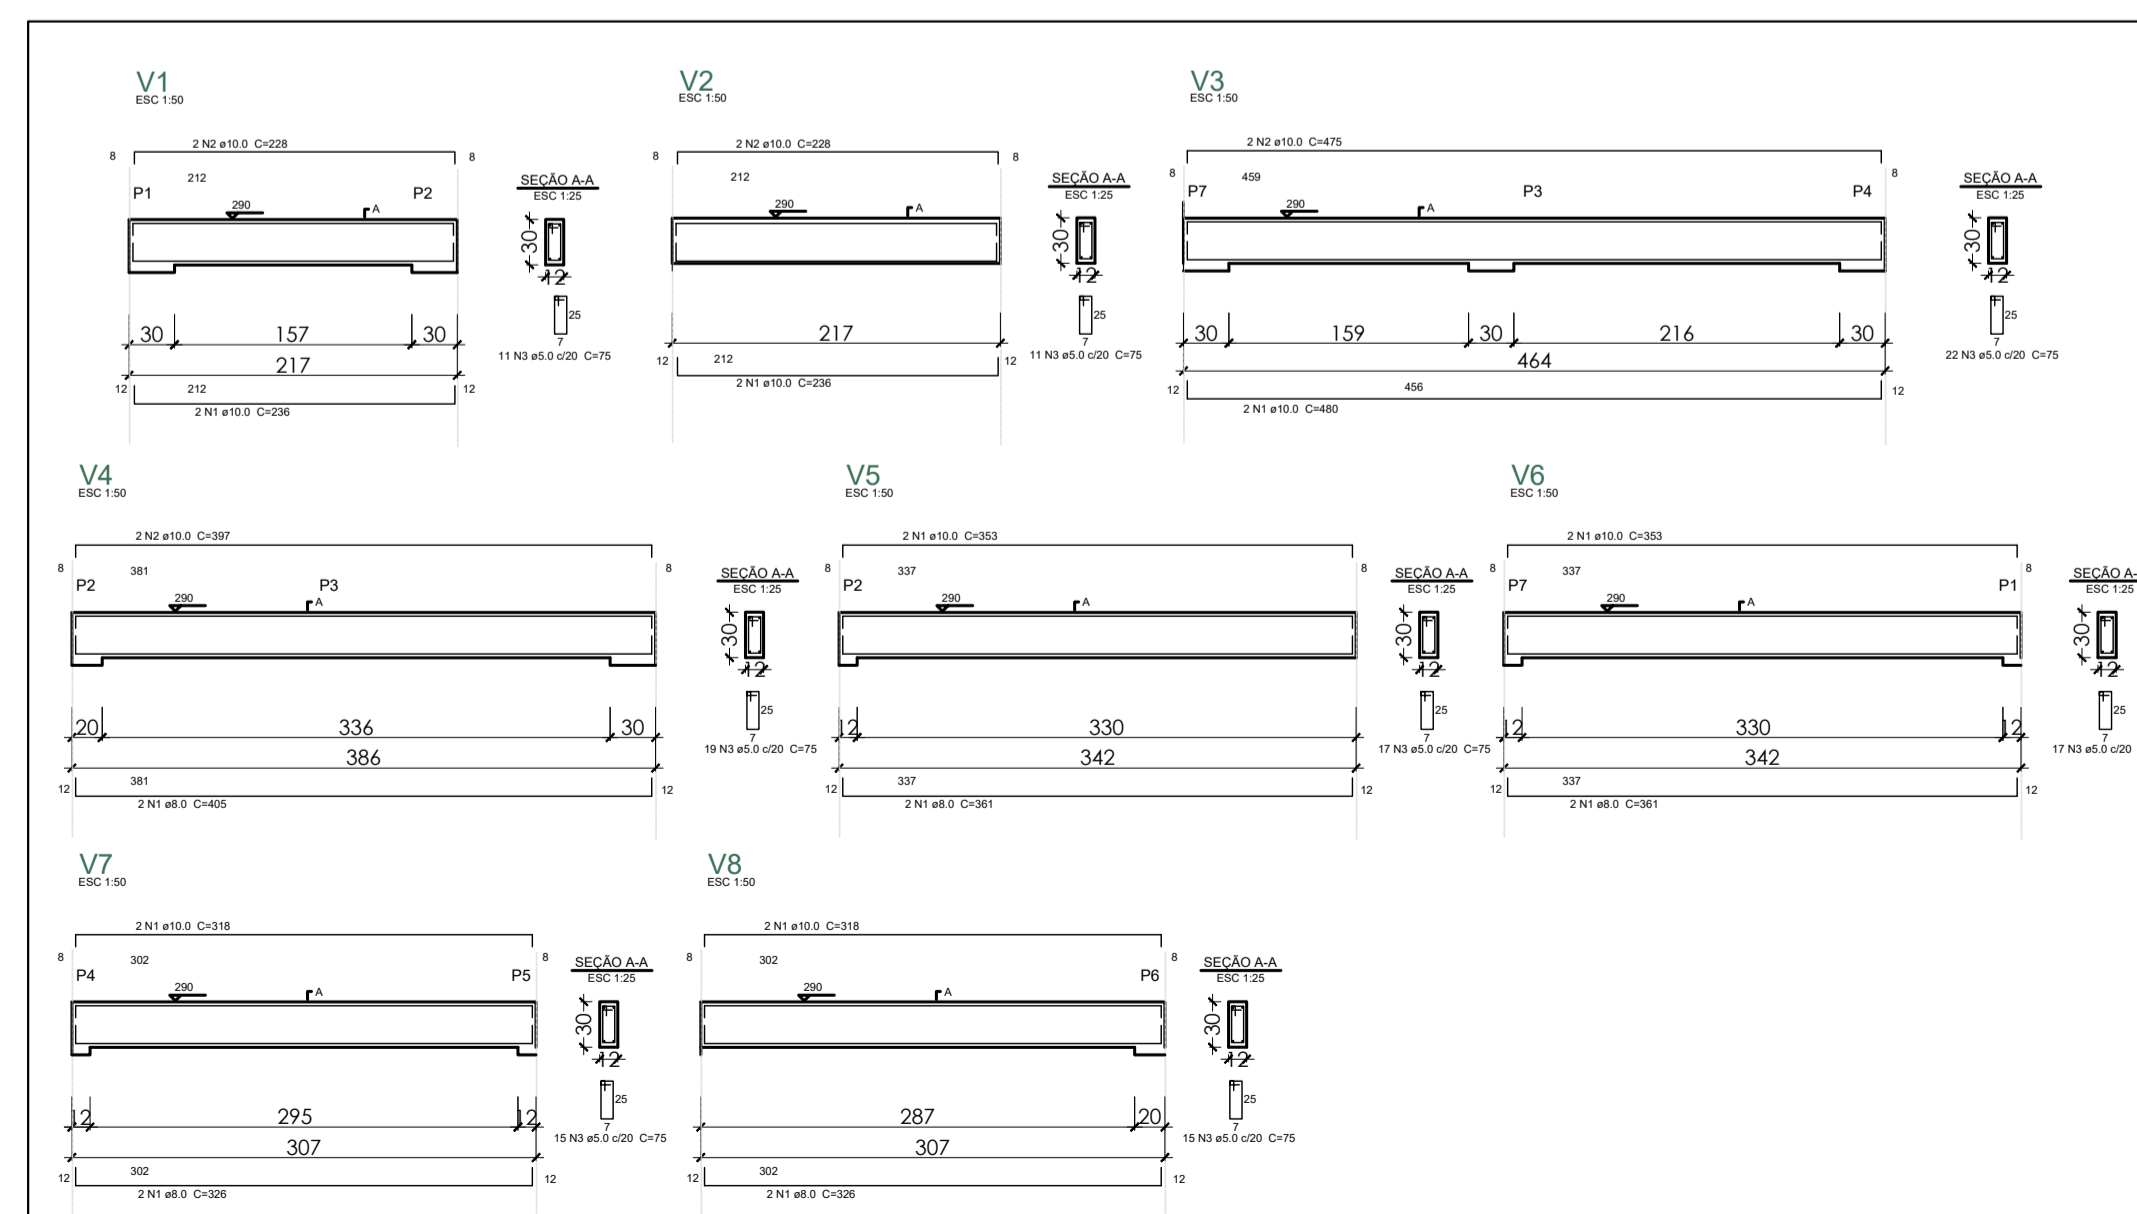 V1
ESC 1:50
2 N2 ø10.0 C=228
8
8
212
P1
P2
290
A
SEÇÃO A-A
ESC 1:25
30
12
25
7
11 N3 ø5.0 c/20 C=75
30
157
30
217
12
212
12
2 N1 ø10.0 C=236
V2
ESC 1:50
2 N2 ø10.0 C=228
8
8
212
290
A
SEÇÃO A-A
ESC 1:25
30
12
25
7
11 N3 ø5.0 c/20 C=75
217
12
212
12
2 N1 ø10.0 C=236
V3
ESC 1:50
2 N2 ø10.0 C=475
8
8
459
P7
P3
P4
290
A
SEÇÃO A-A
ESC 1:25
30
12
25
7
22 N3 ø5.0 c/20 C=75
30
159
30
216
30
464
12
456
12
2 N1 ø10.0 C=480
V4
ESC 1:50
2 N2 ø10.0 C=397
8
8
381
P2
P3
290
A
SEÇÃO A-A
ESC 1:25
30
12
25
7
19 N3 ø5.0 c/20 C=75
20
336
30
386
12
381
12
2 N1 ø8.0 C=405
V5
ESC 1:50
2 N1 ø10.0 C=353
8
8
337
P2
290
A
SEÇÃO A-A
ESC 1:25
30
12
25
7
17 N3 ø5.0 c/20 C=75
12
330
342
12
337
12
2 N1 ø8.0 C=361
V6
ESC 1:50
2 N1 ø10.0 C=353
8
8
337
P7
P1
290
A
SEÇÃO A-
ESC 1:25
30
12
25
7
17 N3 ø5.0 c/20
12
330
12
342
12
337
12
2 N1 ø8.0 C=361
V7
ESC 1:50
2 N1 ø10.0 C=318
8
8
302
P4
P5
290
A
SEÇÃO A-A
ESC 1:25
30
12
25
7
15 N3 ø5.0 c/20 C=75
12
295
12
307
12
302
12
2 N1 ø8.0 C=326
V8
ESC 1:50
2 N1 ø10.0 C=318
8
8
302
P6
290
A
SEÇÃO A-A
ESC 1:25
30
12
25
7
15 N3 ø5.0 c/20 C=75
287
20
307
12
302
12
2 N1 ø8.0 C=326